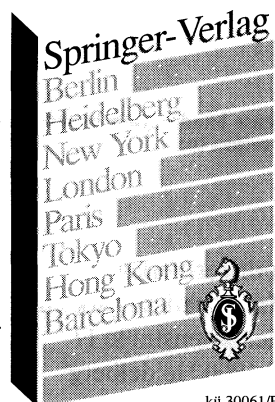 Springer-Verlag
Berlin
Heidelberg
New York
London
Paris
Tokyo
Hong Kong
Barcelona